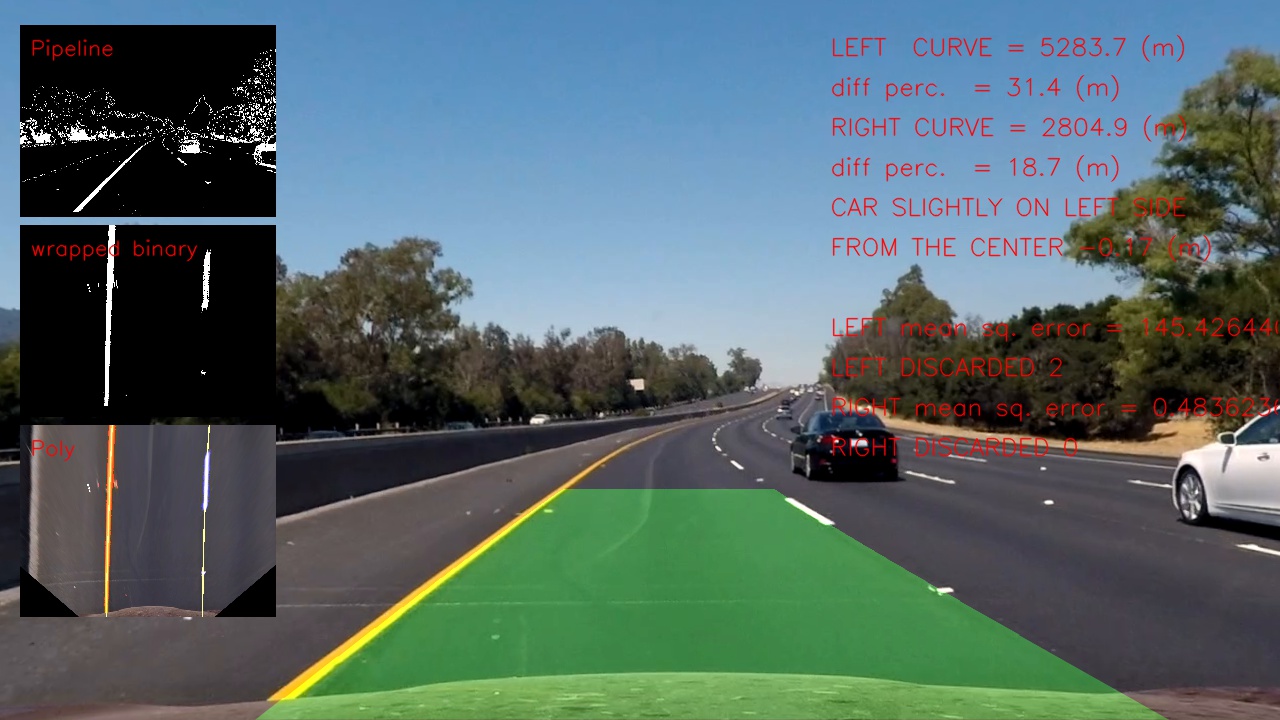 Pipeline
wrapped binary
Poly
LEFT CURVE = 5283.7 (m)
diff perc. = 31.4 (m)
RIGHT CURVE = 2804.9 (m)
diff perc. = 18.7 (m)
CAR SLIGHTLY ON LEFT SIDE
FROM THE CENTER -0.17 (m)
LEFT mean sq. error = 145.426440
LEFT DISCARDED 2
RIGHT mean sq. error = 0.4836236
RIGHT DISCARDED 0